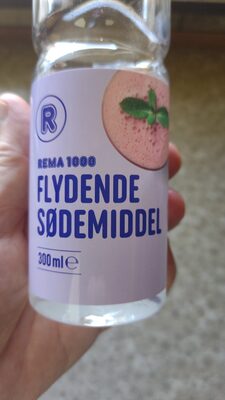 R
REMA 1000
FLYDENDE
SØDEMIDDEL
300 ml ℮